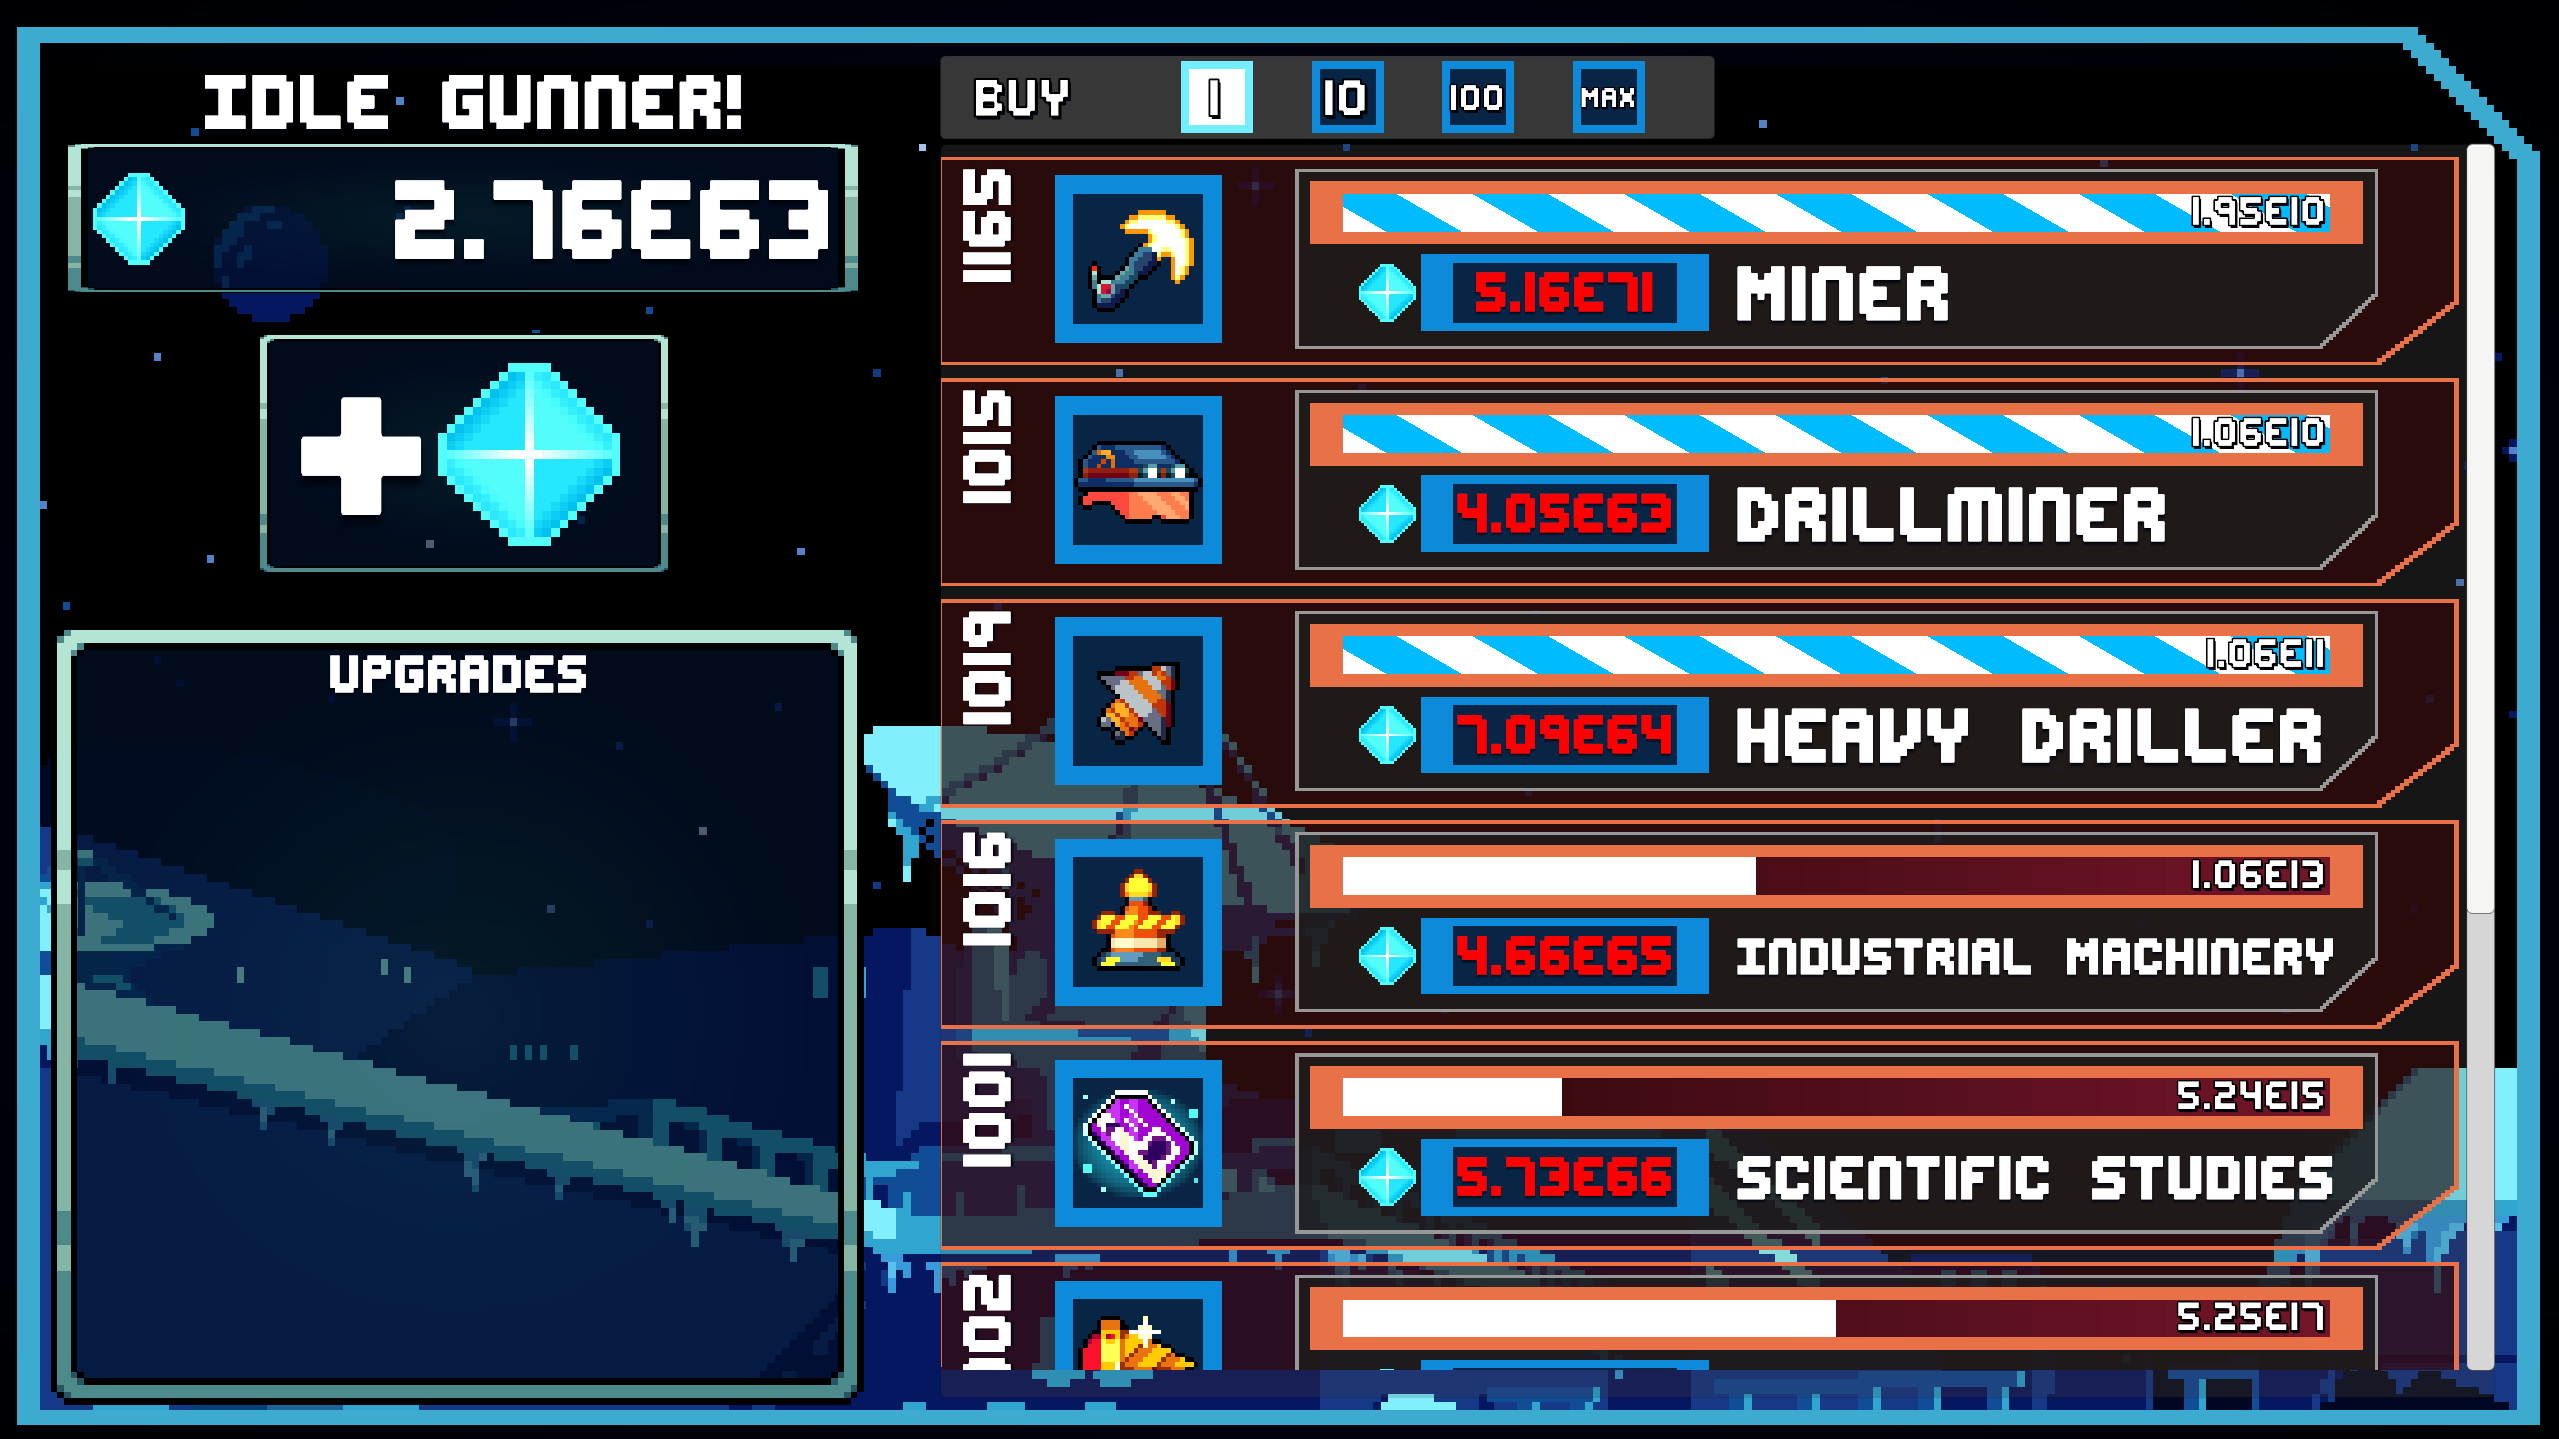 IDLE GUNNER!
2.76E63
UPGRADES
BUY 1 10 100 MAX
1165
1.95E10
5.16E71 MINER
1015
1.06E10
4.05E63 DRILLMINER
1019
1.06E11
7.09E64 HEAVY DRILLER
1016
1.06E13
4.66E65 INDUSTRIAL MACHINERY
1001
5.24E15
5.73E66 SCIENTIFIC STUDIES
5.25E17